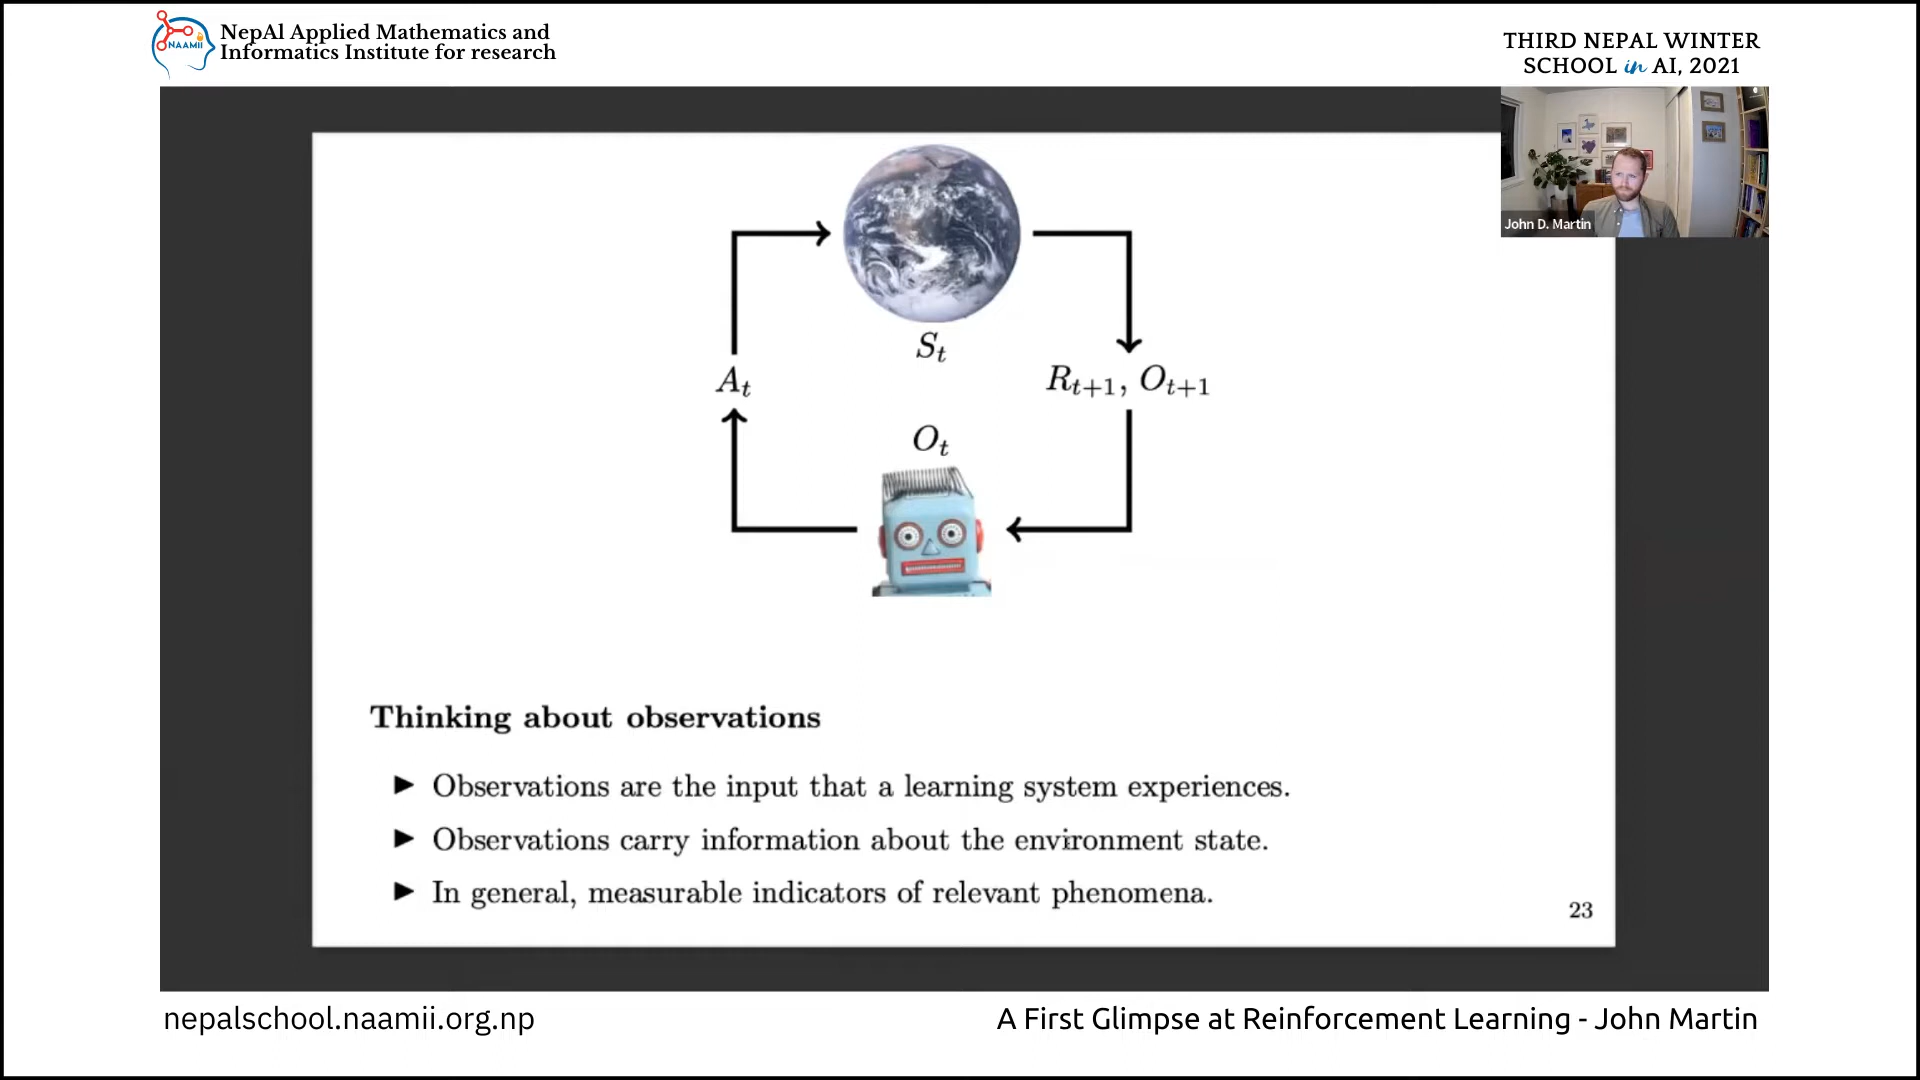 NAAMII
NepAl Applied Mathematics and
Informatics Institute for research
THIRD NEPAL WINTER
SCHOOL in AI, 2021
John D. Martin
S_t
A_t
R_{t+1}, O_{t+1}
O_t
Thinking about observations
► Observations are the input that a learning system experiences.
► Observations carry information about the environment state.
► In general, measurable indicators of relevant phenomena.
23
nepalschool.naamii.org.np
A First Glimpse at Reinforcement Learning - John Martin